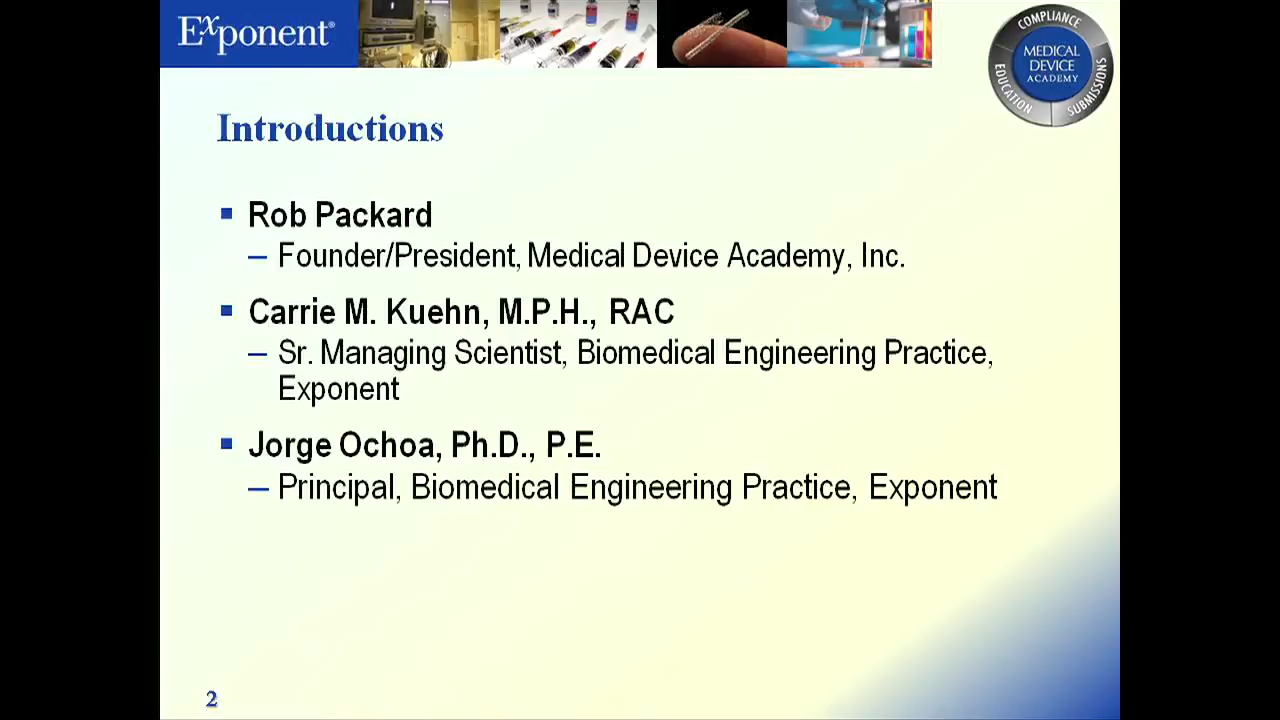 Exponent®
COMPLIANCE
MEDICAL
DEVICE
ACADEMY
EDUCATION
SUBMISSIONS
Introductions
Rob Packard
– Founder/President, Medical Device Academy, Inc.
Carrie M. Kuehn, M.P.H., RAC
– Sr. Managing Scientist, Biomedical Engineering Practice,
Exponent
Jorge Ochoa, Ph.D., P.E.
– Principal, Biomedical Engineering Practice, Exponent
2